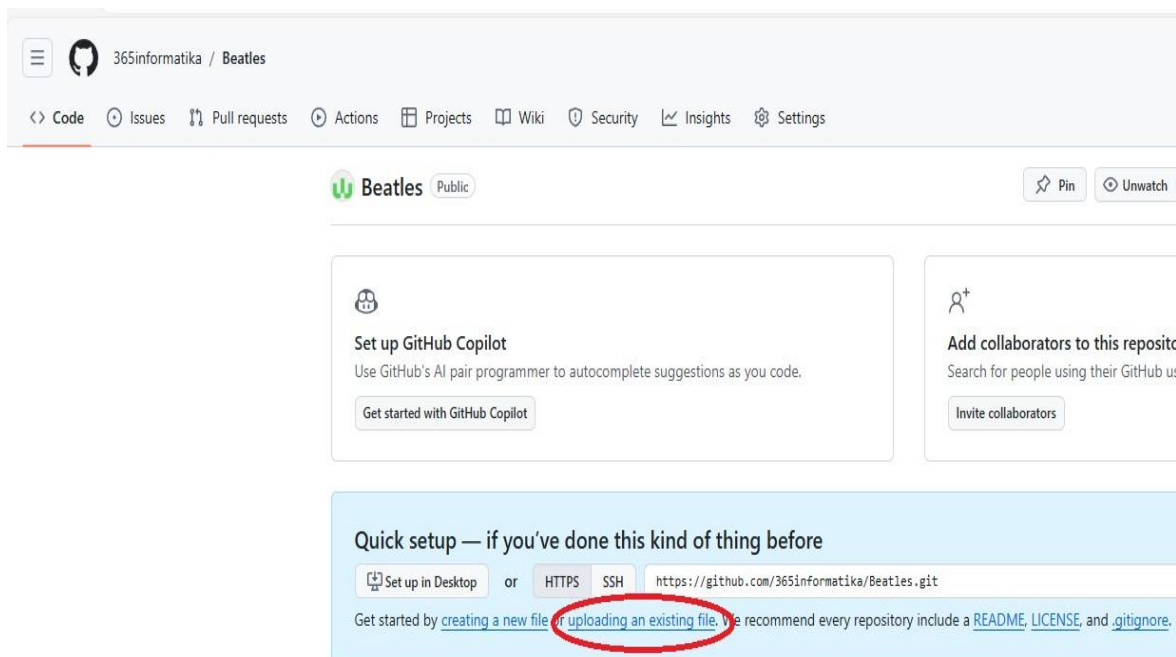 365informatika / Beatles
Code Issues Pull requests Actions Projects Wiki Security Insights Settings
Beatles Public Pin Unwatch
Set up GitHub Copilot
Use GitHub's AI pair programmer to autocomplete suggestions as you code.
Get started with GitHub Copilot
Add collaborators to this
Search for people using their GitHub
Invite collaborators
Quick setup — if you've done this kind of thing before
Set up in Desktop or HTTPS SSH https://github.com/365informatika/Beatles.git
Get started by creating a new file or uploading an existing file. We recommend every repository include a README, LICENSE, and .gitignore.